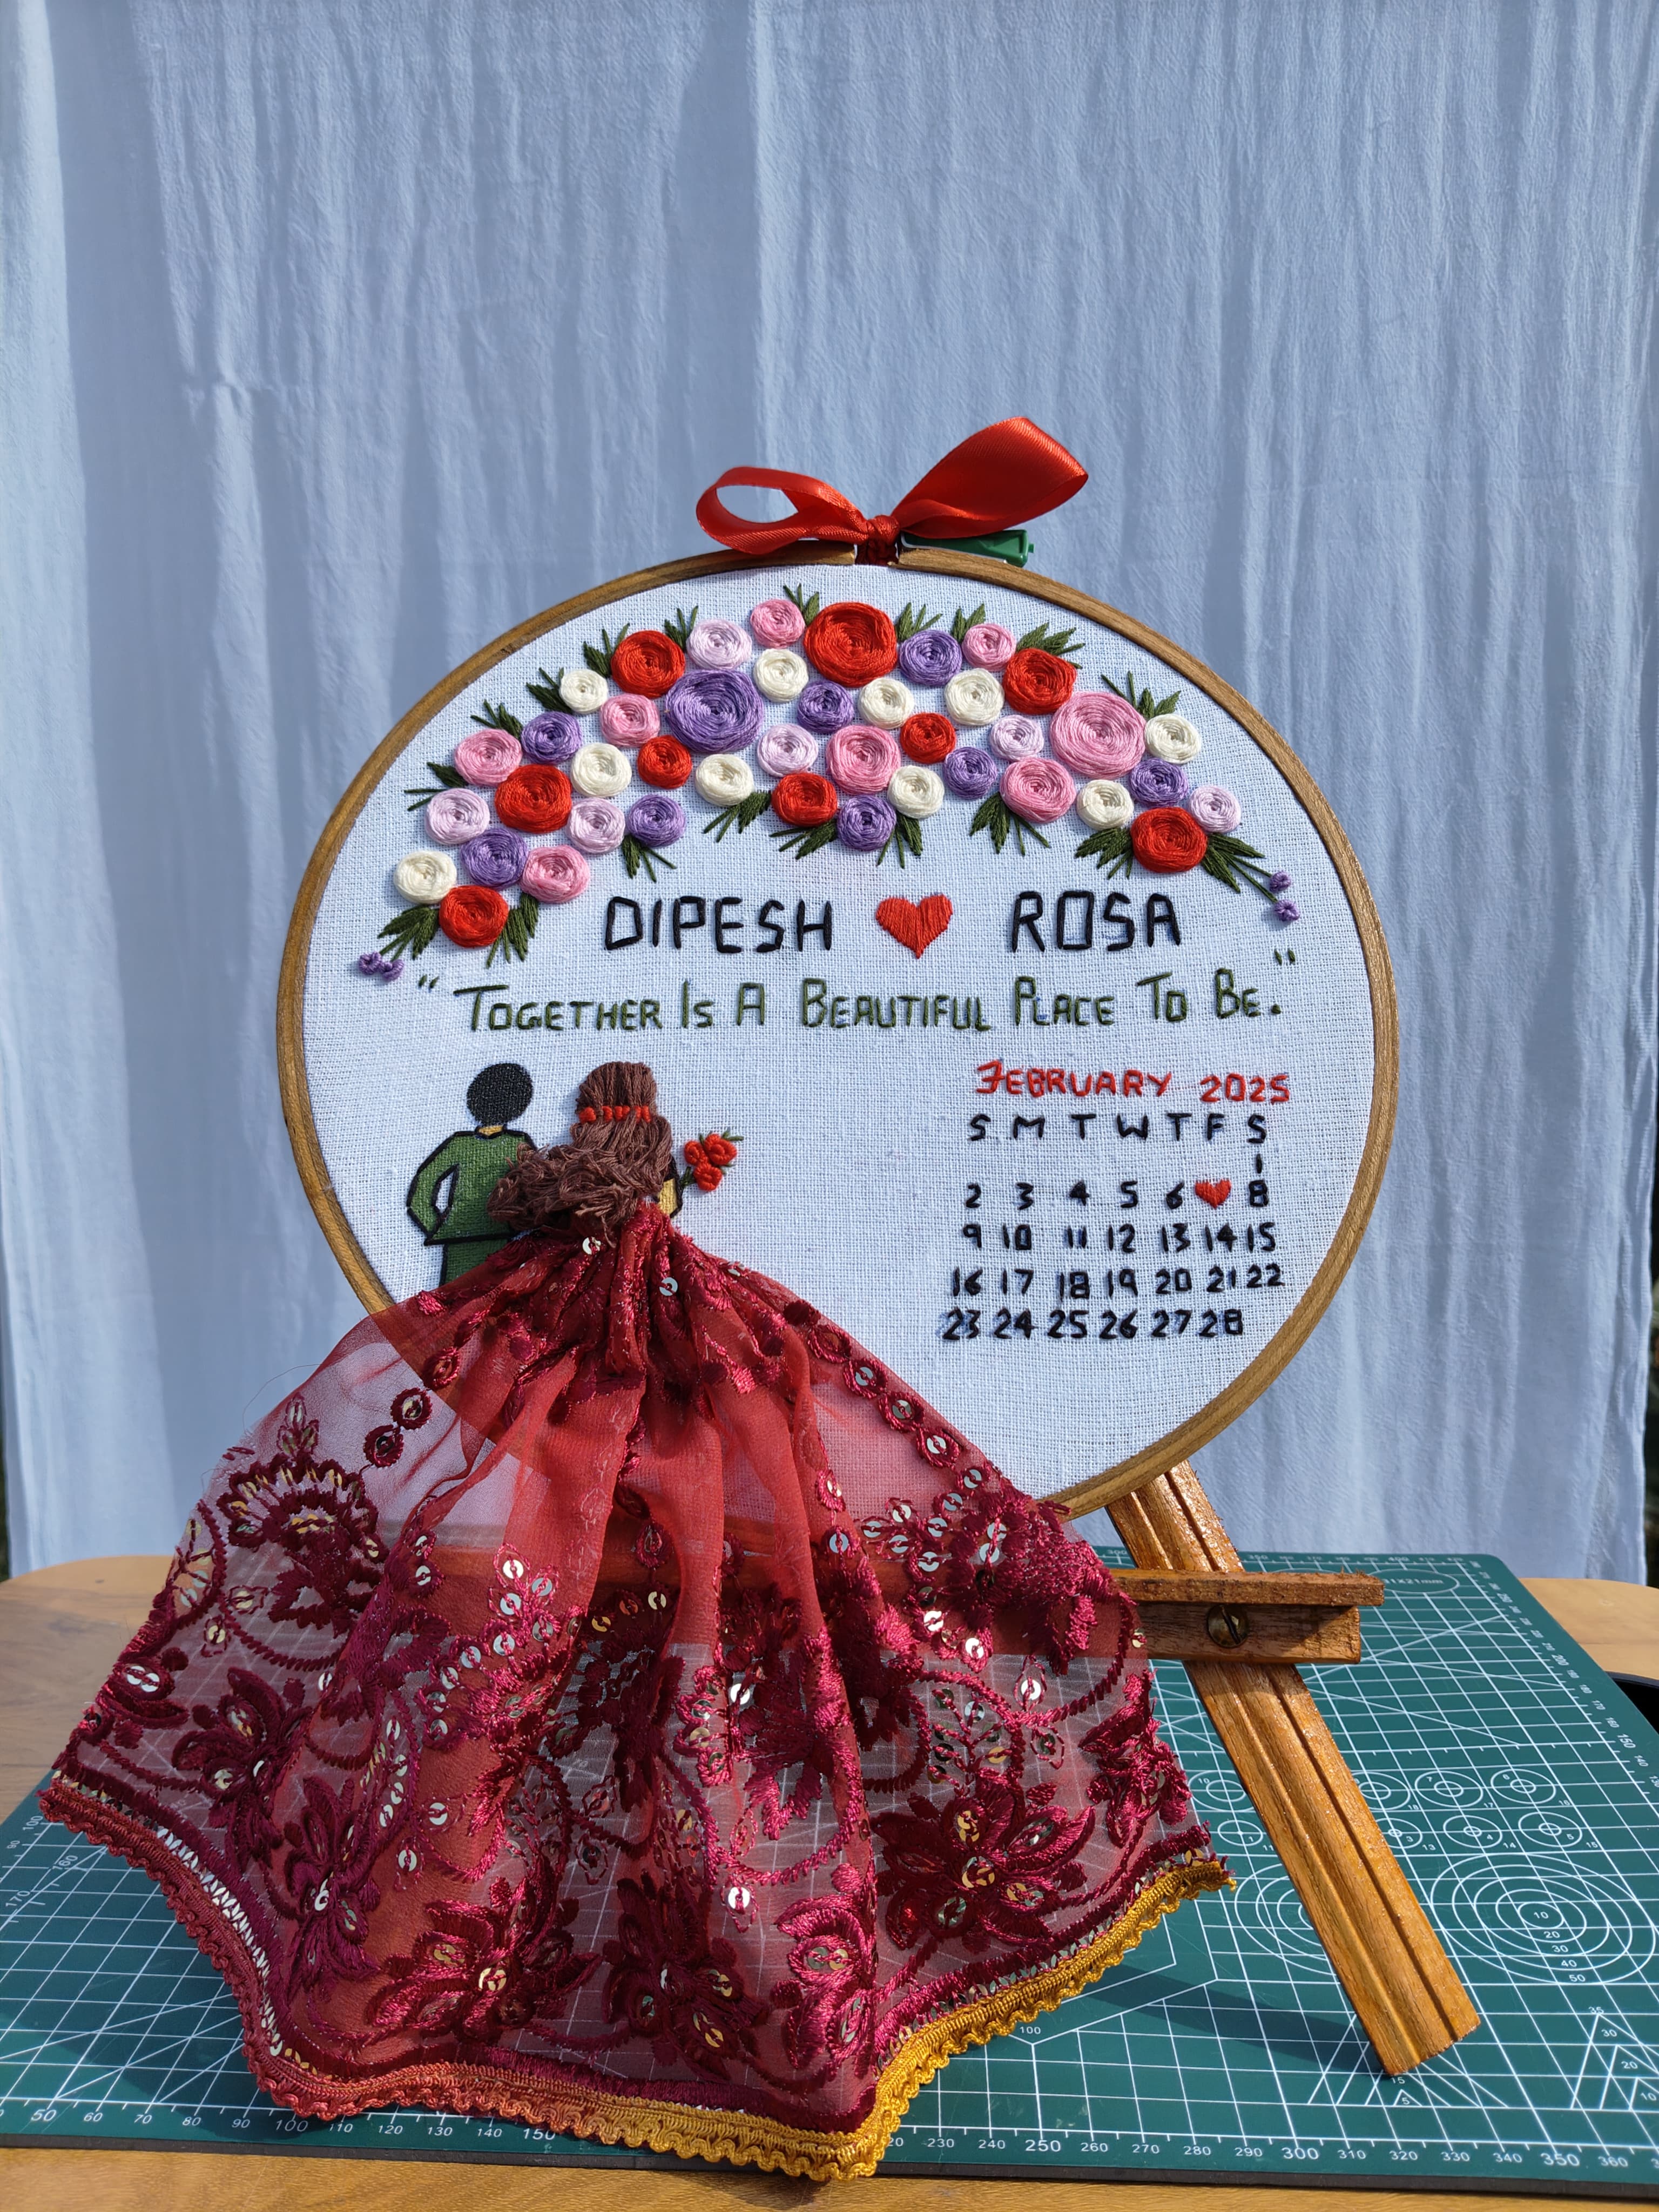 DIPESH ❤ ROSA
"TOGETHER IS A BEAUTIFUL PLACE TO BE."
FEBRUARY 2025
S M T W T F S
1
2 3 4 5 6 ❤ 8
9 10 11 12 13 14 15
16 17 18 19 20 21 22
23 24 25 26 27 28